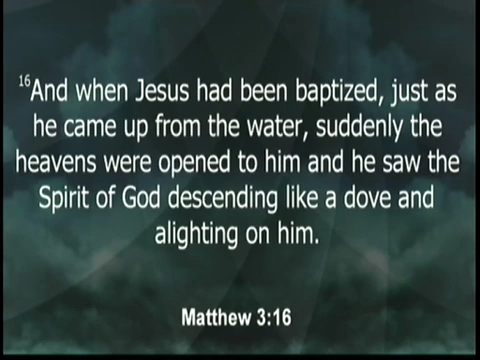 16And when Jesus had been baptized, just as
he came up from the water, suddenly the
heavens were opened to him and he saw the
Spirit of God descending like a dove and
alighting on him.
Matthew 3:16